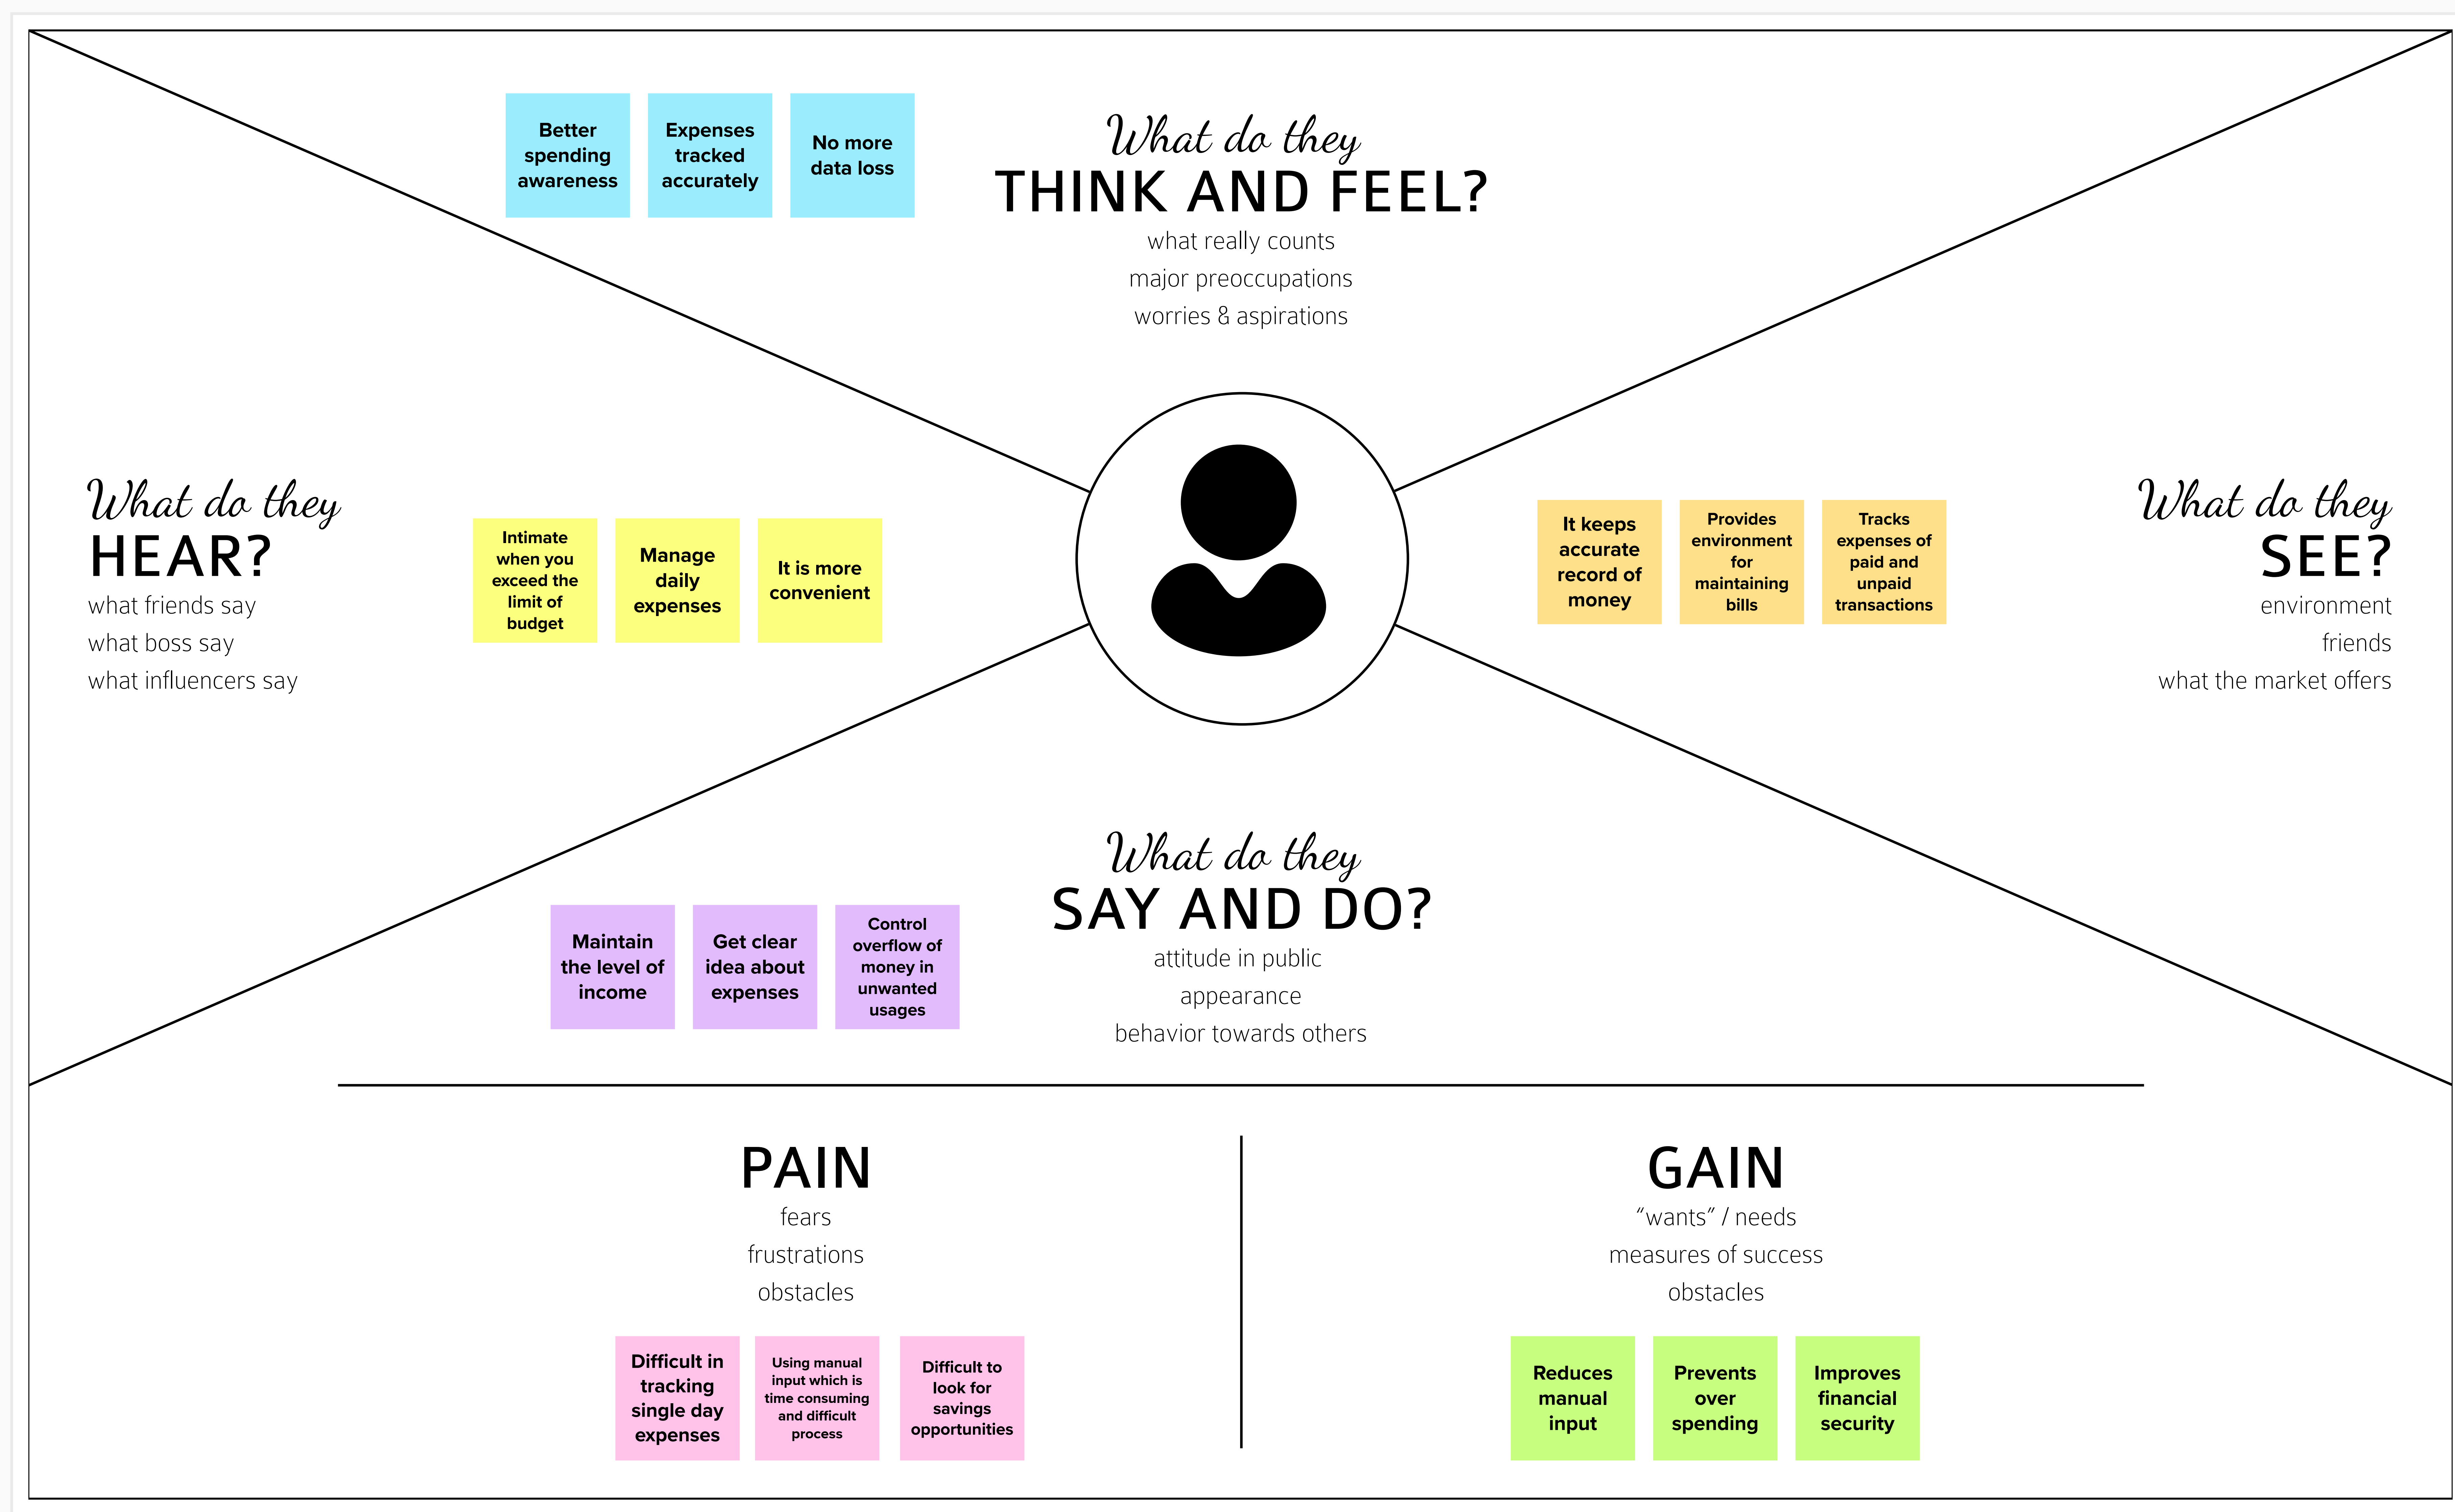 Better
spending
awareness
Expenses
tracked
accurately
No more
data loss
What do they
THINK AND FEEL?
what really counts
major preoccupations
worries & aspirations
What do they
HEAR?
what friends say
what boss say
what influencers say
Intimate
when you
exceed the
limit of
budget
Manage
daily
expenses
It is more
convenient
It keeps
accurate
record of
money
Provides
environment
for
maintaining
bills
Tracks
expenses of
paid and
unpaid
transactions
What do they
SEE?
environment
friends
what the market offers
What do they
SAY AND DO?
attitude in public
appearance
behavior towards others
Maintain
the level of
income
Get clear
idea about
expenses
Control
overflow of
money in
unwanted
usages
PAIN
fears
frustrations
obstacles
Difficult in
tracking
single day
expenses
Using manual
input which is
time consuming
and difficult
process
Difficult to
look for
savings
opportunities
GAIN
“wants” / needs
measures of success
obstacles
Reduces
manual
input
Prevents
over
spending
Improves
financial
security